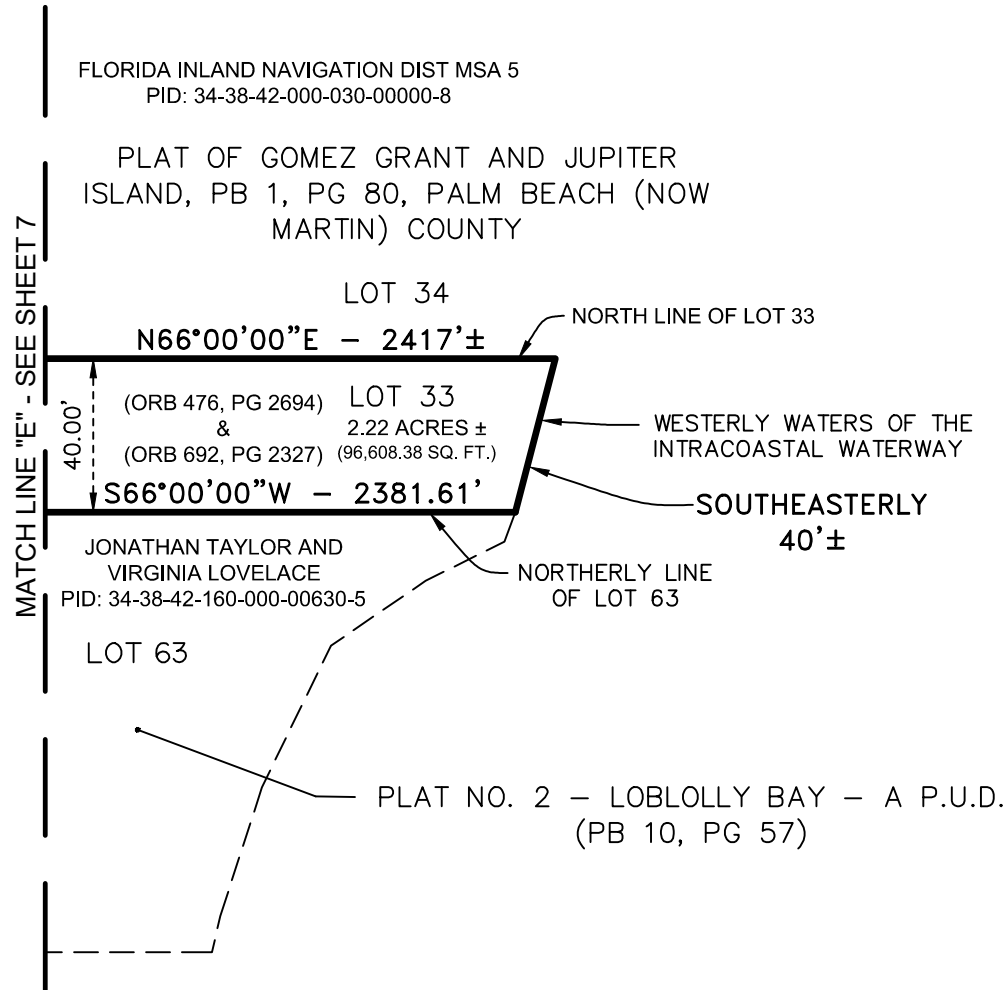 FLORIDA INLAND NAVIGATION DIST MSA 5
PID: 34-38-42-000-030-00000-8
PLAT OF GOMEZ GRANT AND JUPITER
ISLAND, PB 1, PG 80, PALM BEACH (NOW
MARTIN) COUNTY
MATCH LINE "E" - SEE SHEET 7
LOT 34
N66°00'00"E - 2417'±
NORTH LINE OF LOT 33
40.00'
(ORB 476, PG 2694)
&
(ORB 692, PG 2327)
LOT 33
2.22 ACRES ±
(96,608.38 SQ. FT.)
WESTERLY WATERS OF THE
INTRACOASTAL WATERWAY
S66°00'00"W - 2381.61'
SOUTHEASTERLY
40'±
JONATHAN TAYLOR AND
VIRGINIA LOVELACE
PID: 34-38-42-160-000-00630-5
NORTHERLY LINE
OF LOT 63
LOT 63
PLAT NO. 2 - LOBLOLLY BAY - A P.U.D.
(PB 10, PG 57)